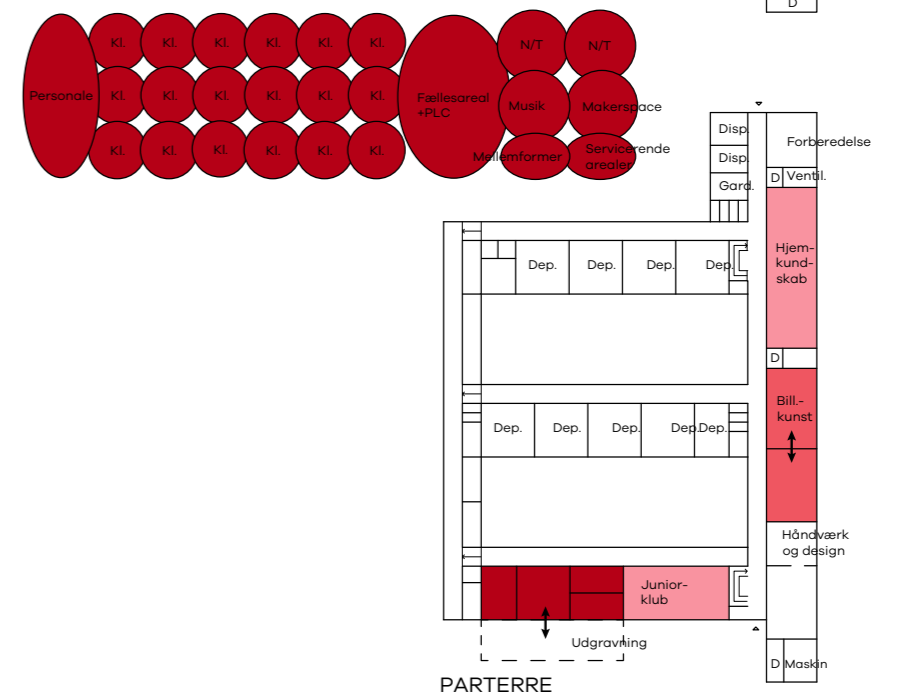 D
Kl. Kl. Kl. Kl. Kl. Kl. N/T N/T
Personale Kl. Kl. Kl. Kl. Kl. Kl. Fællesareal
+PLC
Musik Makerspace
Kl. Kl. Kl. Kl. Kl. Kl. Mellemformer Servicerende
arealer
Disp.
Forberedelse
Disp.
D Ventil.
Gard.
Hjem-
kund-
skab
Dep. Dep. Dep. Dep.
D
Bill.-
kunst
Dep. Dep. Dep. Dep. Dep.
Håndværk
og design
Junior-
klub
Udgravning
D Maskin
PARTERRE